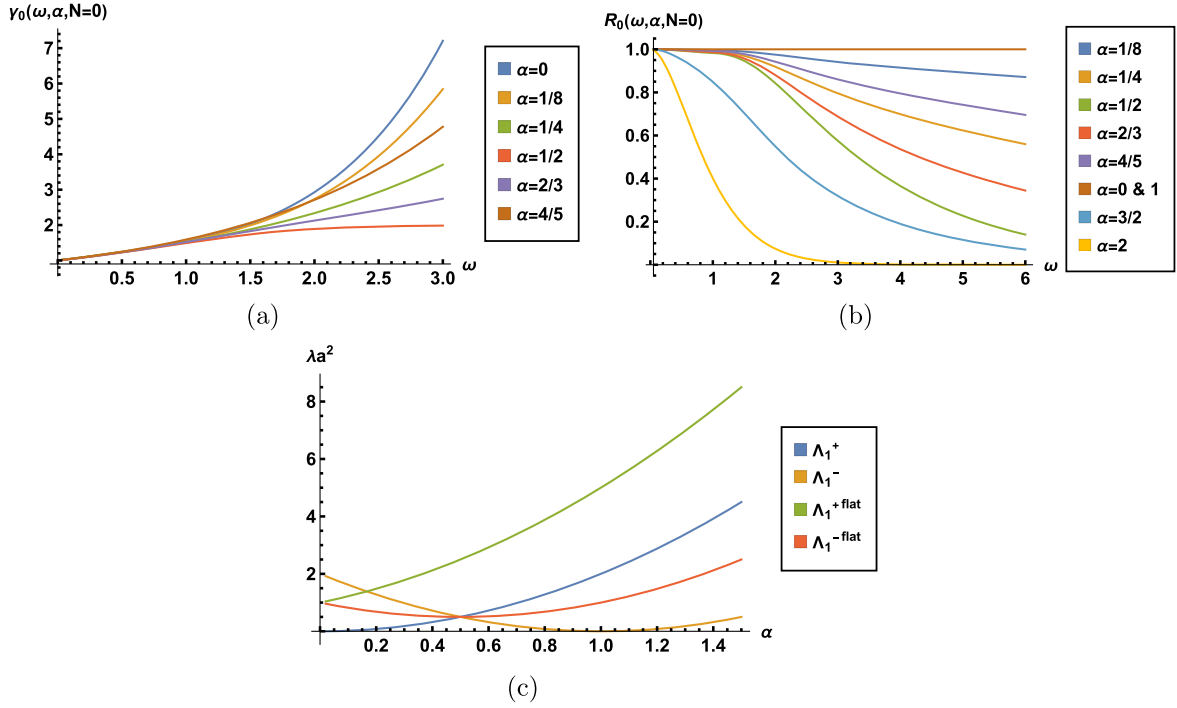 γ₀(ω,α,N=0)
7
6
5
4
3
2
0.5 1.0 1.5 2.0 2.5 3.0 ω
α=0
α=1/8
α=1/4
α=1/2
α=2/3
α=4/5
(a)
R₀(ω,α,N=0)
1.0
0.8
0.6
0.4
0.2
1 2 3 4 5 6 ω
α=1/8
α=1/4
α=1/2
α=2/3
α=4/5
α=0 & 1
α=3/2
α=2
(b)
λa²
8
6
4
2
0.2 0.4 0.6 0.8 1.0 1.2 1.4 α
Λ₁⁺
Λ₁⁻
Λ₁⁺ flat
Λ₁⁻ flat
(c)